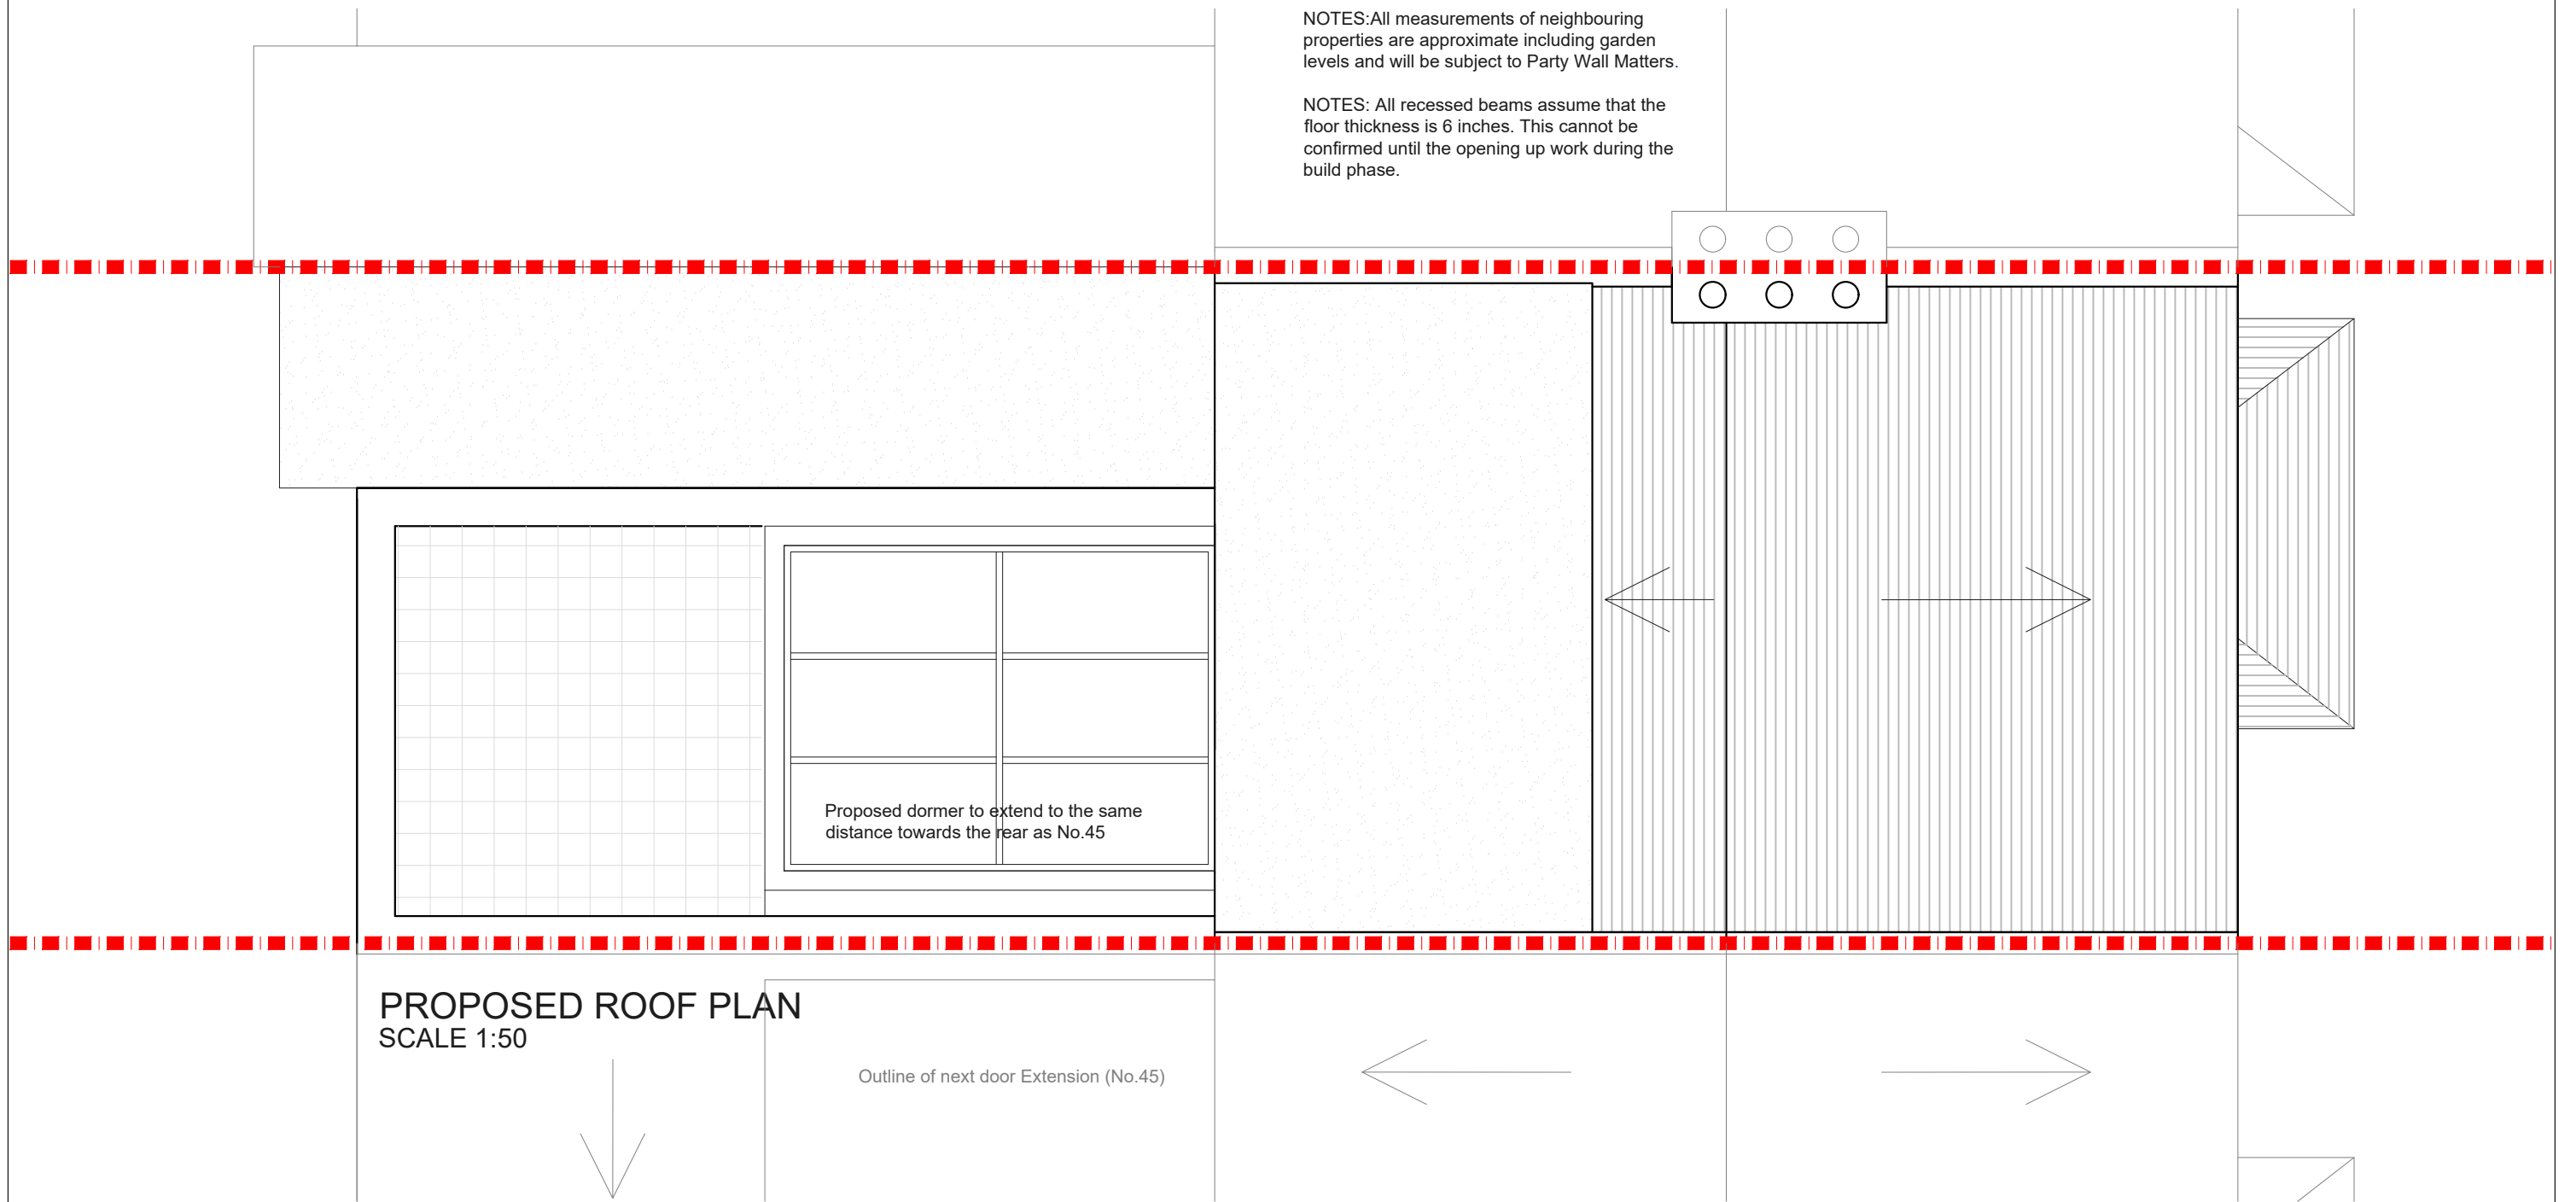 NOTES:All measurements of neighbouring
properties are approximate including garden
levels and will be subject to Party Wall Matters.
NOTES: All recessed beams assume that the
floor thickness is 6 inches. This cannot be
confirmed until the opening up work during the
build phase.
Proposed dormer to extend to the same
distance towards the rear as No.45
PROPOSED ROOF PLAN
SCALE 1:50
Outline of next door Extension (No.45)